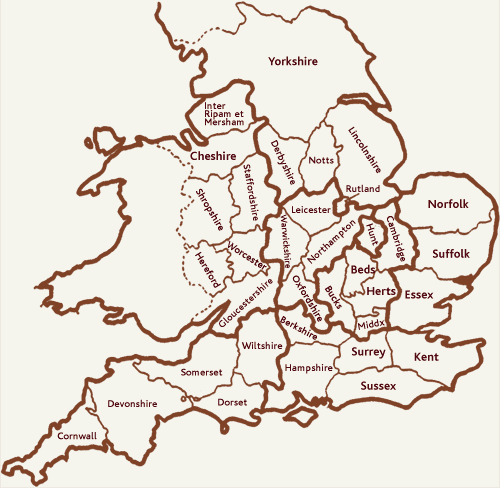 Yorkshire
Inter
Ripam et
Mersham
Cheshire
Derbyshire
Notts
Lincolnshire
Rutland
Staffordshire
Shropshire
Leicester
Norfolk
Warwickshire
Northampton
Hunt
Cambridge
Suffolk
Hereford
Worcester
Gloucestershire
Oxfordshire
Bucks
Beds
Herts
Essex
Middx
Berkshire
Wiltshire
Surrey
Kent
Hampshire
Sussex
Somerset
Dorset
Devonshire
Cornwall